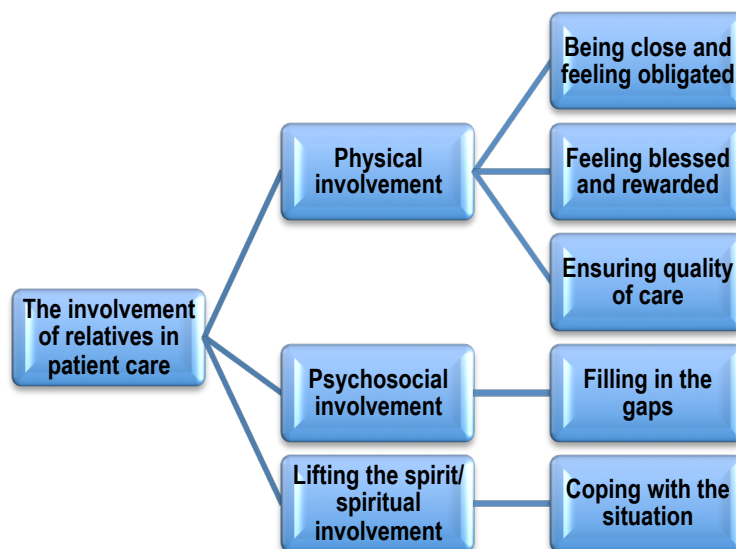 Being close and
feeling obligated
Physical
involvement
Feeling blessed
and rewarded
Ensuring quality
of care
The involvement
of relatives in
patient care
Psychosocial
involvement
Filling in the
gaps
Lifting the spirit/
spiritual
involvement
Coping with the
situation